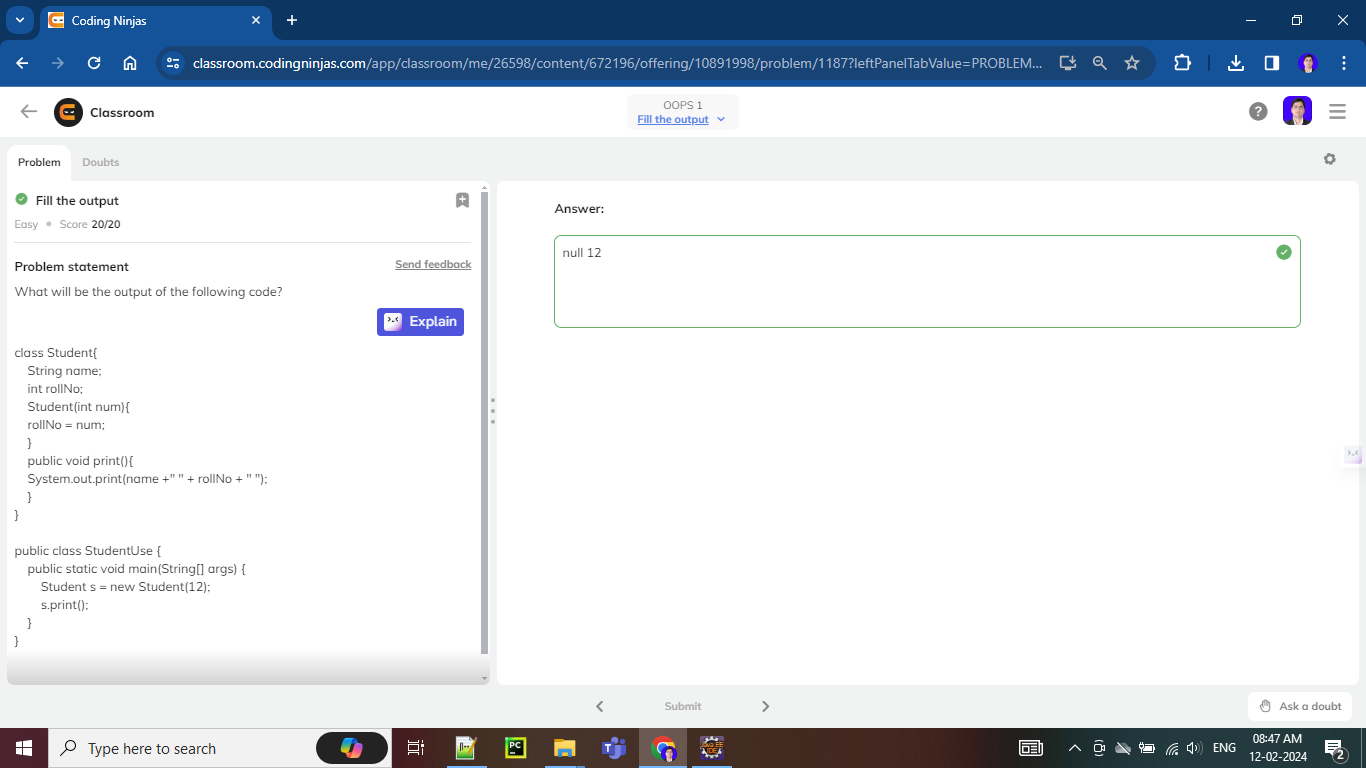 Coding Ninjas
classroom.codingninjas.com/app/classroom/me/26598/content/672196/offering/10891998/problem/1187?leftPanelTabValue=PROBLEM...
Classroom
OOPS 1
Fill the output
?
Problem
Doubts
Fill the output
Easy
Score 20/20
Problem statement
Send feedback
What will be the output of the following code?
Explain
class Student{
String name;
int rollNo;
Student(int num){
rollNo = num;
}
public void print(){
System.out.print(name +" " + rollNo + " ");
}
}
public class StudentUse {
public static void main(String[] args) {
Student s = new Student(12);
s.print();
}
}
Answer:
null 12
Submit
Ask a doubt
Type here to search
PC
ENG
08:47 AM
12-02-2024
2